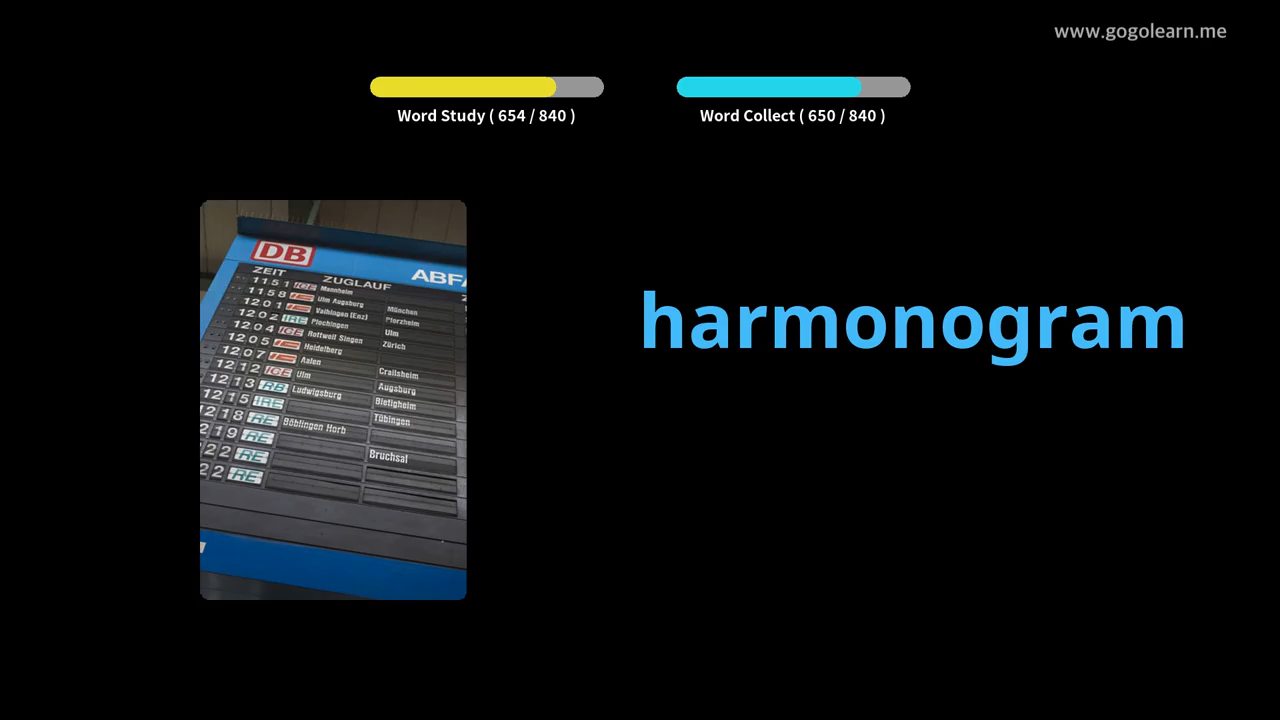 www.gogolearn.me
Word Study ( 654 / 840 )
Word Collect ( 650 / 840 )
harmonogram
DB
ABFA
ZEIT ZUGLAUF
1151 ICE Mannheim
1158 Ulm Augsburg München
1201 Vaihingen (Enz) Pforzheim
1202 IRE Plochingen Ulm
1204 ICE Rottweil Singen Zürich
1205 Heidelberg
1207 Aalen Crailsheim
1212 ICE Ulm Augsburg
1213 RB Ludwigsburg Bietigheim
1215 IRE Tübingen
1218 RE Böblingen Horb
219 RE Bruchsal
22 RE
22 RE